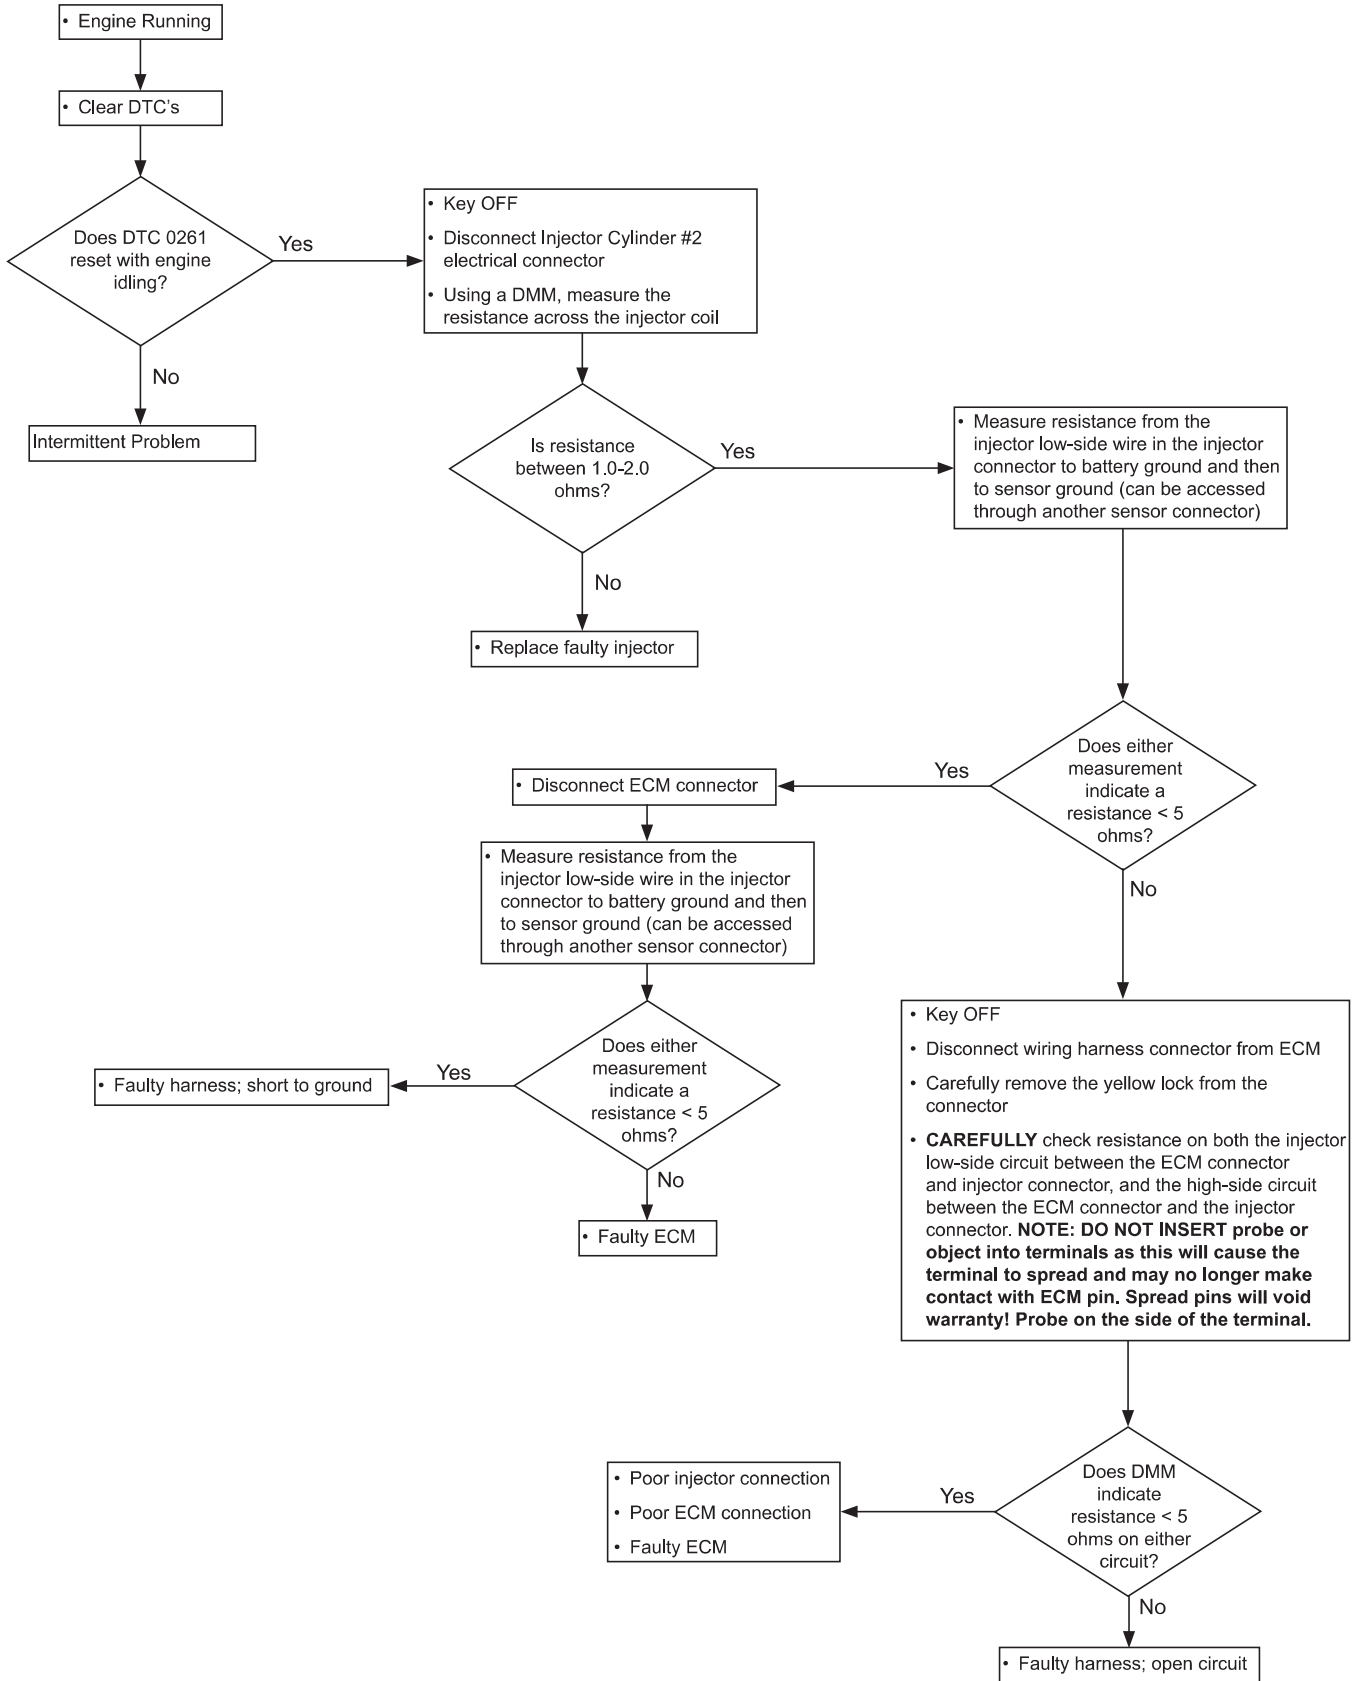 • Engine Running
• Clear DTC's
Does DTC 0261
reset with engine
idling?
Yes
No
Intermittent Problem
• Key OFF
• Disconnect Injector Cylinder #2
electrical connector
• Using a DMM, measure the
resistance across the injector coil
Is resistance
between 1.0-2.0
ohms?
Yes
No
• Replace faulty injector
• Measure resistance from the
injector low-side wire in the injector
connector to battery ground and then
to sensor ground (can be accessed
through another sensor connector)
Does either
measurement
indicate a
resistance < 5
ohms?
Yes
No
• Disconnect ECM connector
• Measure resistance from the
injector low-side wire in the injector
connector to battery ground and then
to sensor ground (can be accessed
through another sensor connector)
Does either
measurement
indicate a
resistance < 5
ohms?
Yes
• Faulty harness; short to ground
No
• Faulty ECM
• Key OFF
• Disconnect wiring harness connector from ECM
• Carefully remove the yellow lock from the
connector
• CAREFULLY check resistance on both the injector
low-side circuit between the ECM connector
and injector connector, and the high-side circuit
between the ECM connector and the injector
connector. NOTE: DO NOT INSERT probe or
object into terminals as this will cause the
terminal to spread and may no longer make
contact with ECM pin. Spread pins will void
warranty! Probe on the side of the terminal.
Does DMM
indicate
resistance < 5
ohms on either
circuit?
Yes
• Poor injector connection
• Poor ECM connection
• Faulty ECM
No
• Faulty harness; open circuit